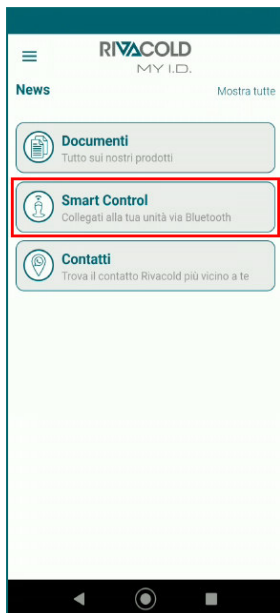 RIVACOLD
MY I.D.
News Mostra tutte
Documenti
Tutto sui nostri prodotti
Smart Control
Collegati alla tua unità via Bluetooth
Contatti
Trova il contatto Rivacold più vicino a te